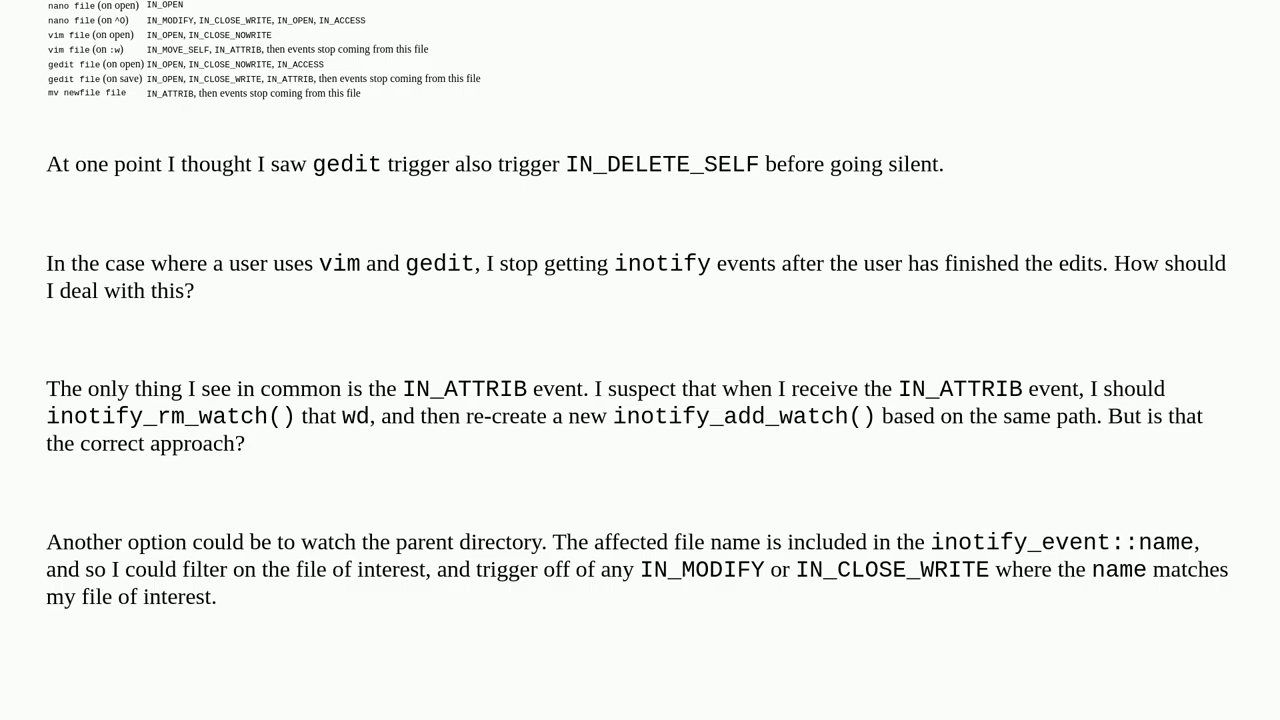 nano file (on open) IN_OPEN
nano file (on ^O) IN_MODIFY, IN_CLOSE_WRITE, IN_OPEN, IN_ACCESS
vim file (on open) IN_OPEN, IN_CLOSE_NOWRITE
vim file (on :w) IN_MOVE_SELF, IN_ATTRIB, then events stop coming from this file
gedit file (on open) IN_OPEN, IN_CLOSE_NOWRITE, IN_ACCESS
gedit file (on save) IN_OPEN, IN_CLOSE_WRITE, IN_ATTRIB, then events stop coming from this file
mv newfile file IN_ATTRIB, then events stop coming from this file
At one point I thought I saw gedit trigger also trigger IN_DELETE_SELF before going silent.
In the case where a user uses vim and gedit, I stop getting inotify events after the user has finished the edits. How should
I deal with this?
The only thing I see in common is the IN_ATTRIB event. I suspect that when I receive the IN_ATTRIB event, I should
inotify_rm_watch() that wd, and then re-create a new inotify_add_watch() based on the same path. But is that
the correct approach?
Another option could be to watch the parent directory. The affected file name is included in the inotify_event::name,
and so I could filter on the file of interest, and trigger off of any IN_MODIFY or IN_CLOSE_WRITE where the name matches
my file of interest.